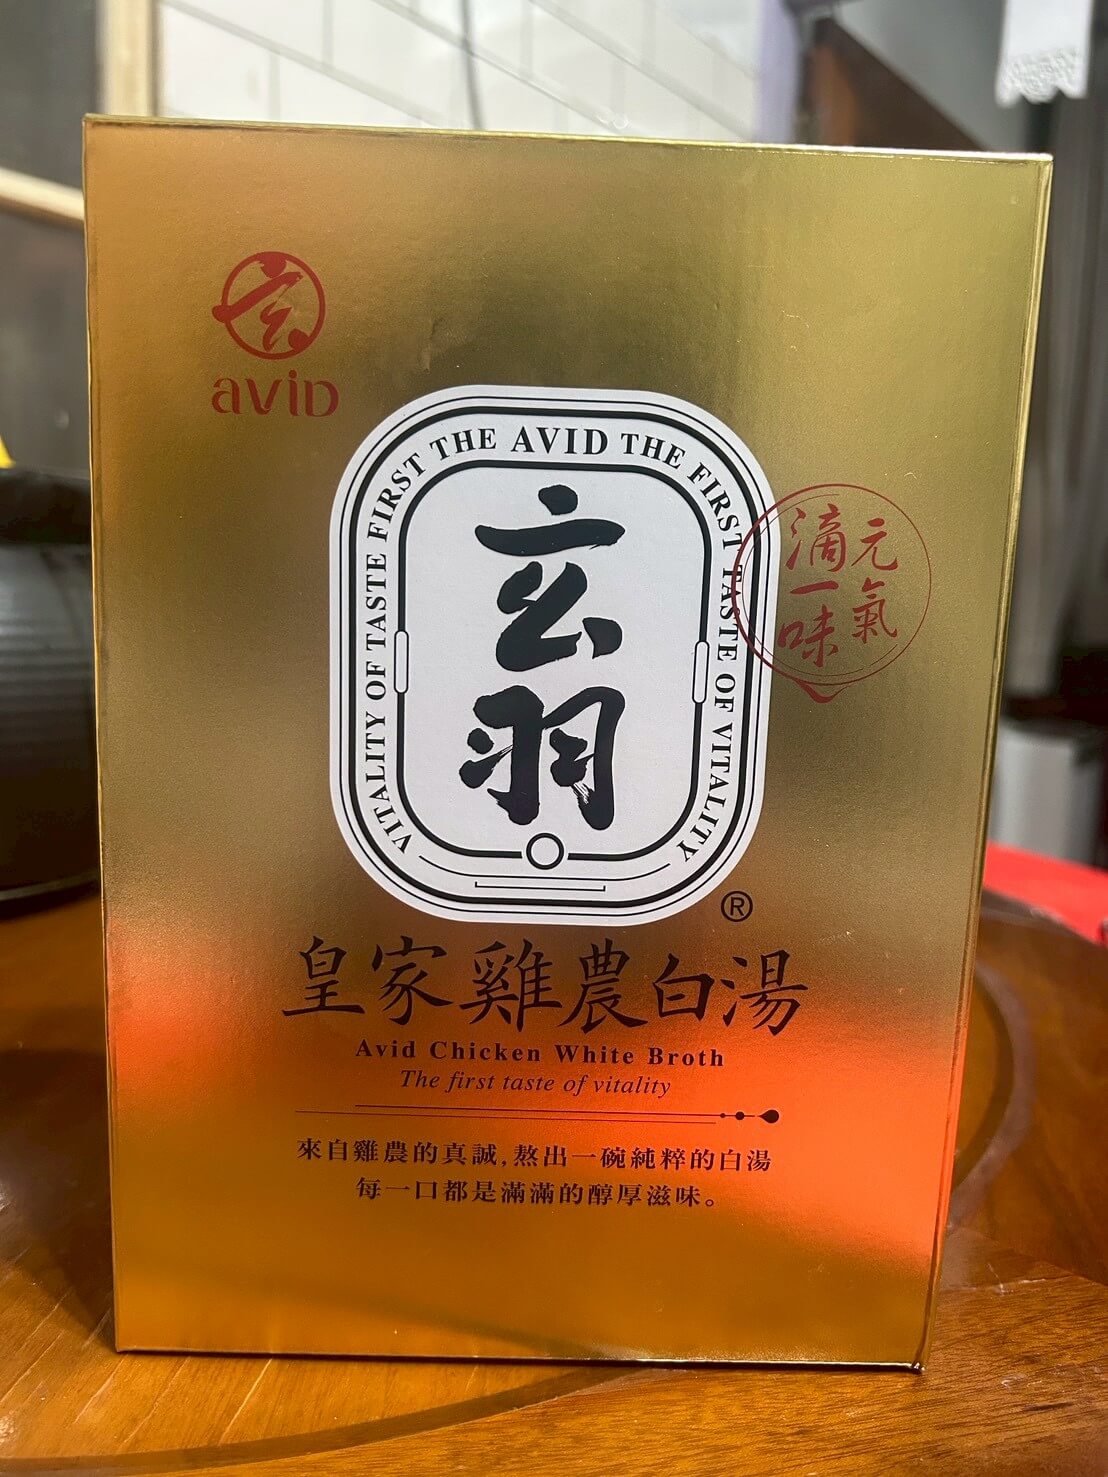 玄
avid
VITALITY OF TASTE FIRST THE AVID THE FIRST TASTE OF VITALITY
玄羽
元氣
滴一味
®
皇家雞農白湯
Avid Chicken White Broth
The first taste of vitality
來自雞農的真誠,熬出一碗純粹的白湯
每一口都是滿滿的醇厚滋味。